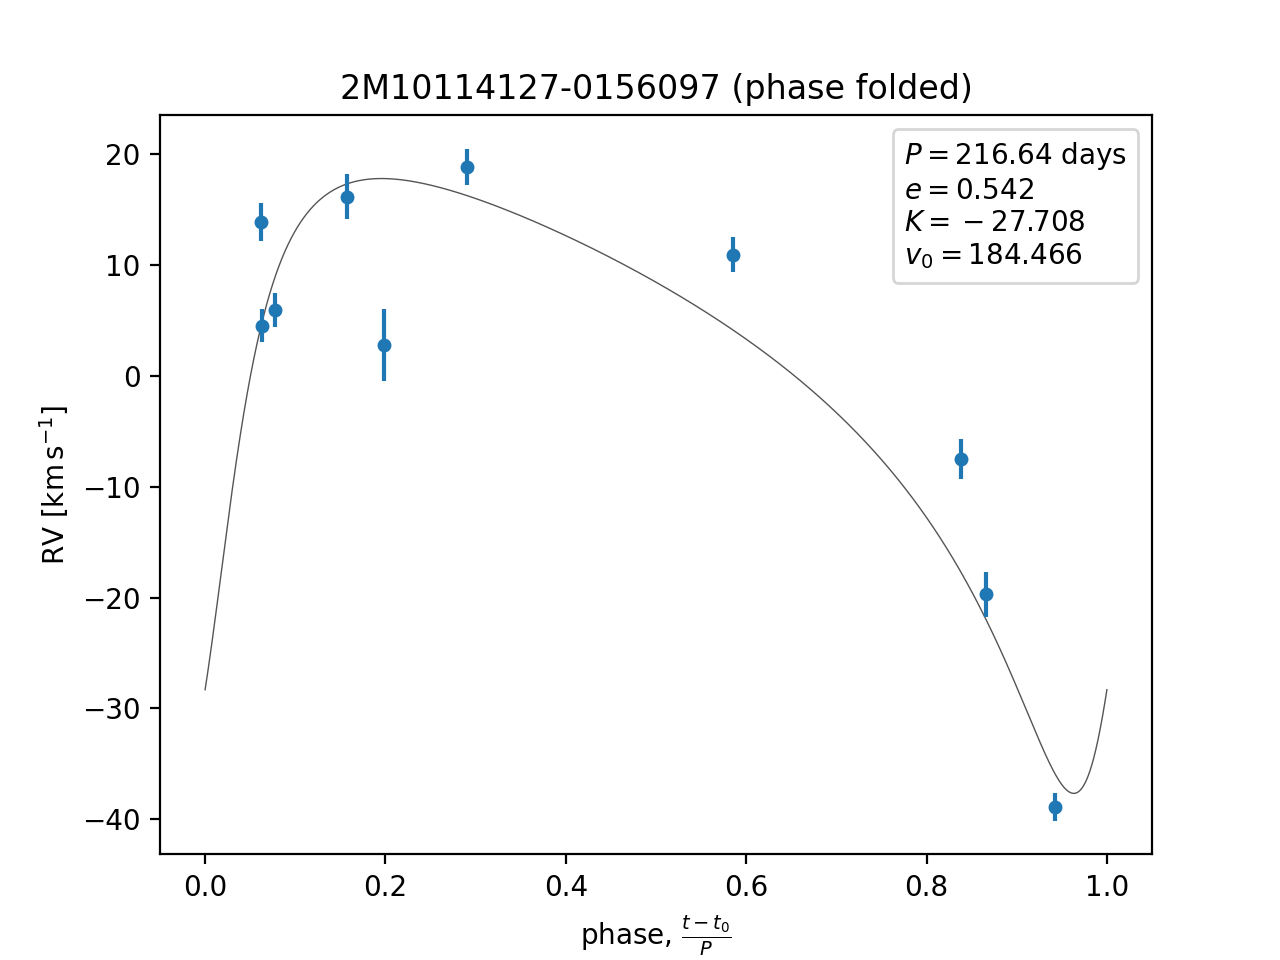 2M10114127-0156097 (phase folded)
P = 216.64 days
e = 0.542
K = −27.708
v₀ = 184.466
RV [km s⁻¹]
20
10
0
−10
−20
−30
−40
0.0 0.2 0.4 0.6 0.8 1.0
phase, (t − t₀)/P